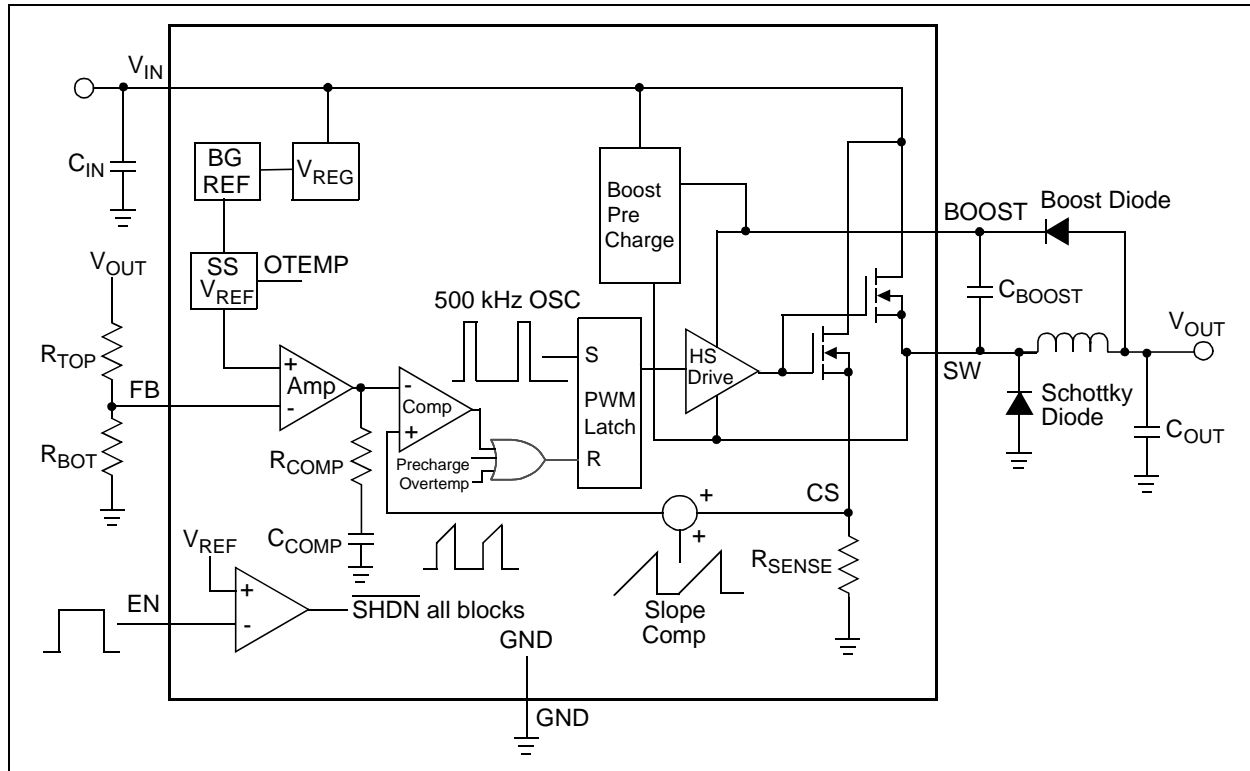 VIN
CIN
BG
REF
VREG
Boost
Pre
Charge
BOOST
Boost Diode
VOUT
SS
VREF
OTEMP
CBOOST
500 kHz OSC
RTOP
S
HS
Drive
VOUT
SW
+
Amp
-
-
Comp
+
PWM
Latch
FB
Schottky
Diode
COUT
RBOT
RCOMP
Precharge
Overtemp
R
CS
+
+
CCOMP
RSENSE
VREF
EN
+
-
SHDN all blocks
Slope
Comp
GND
GND